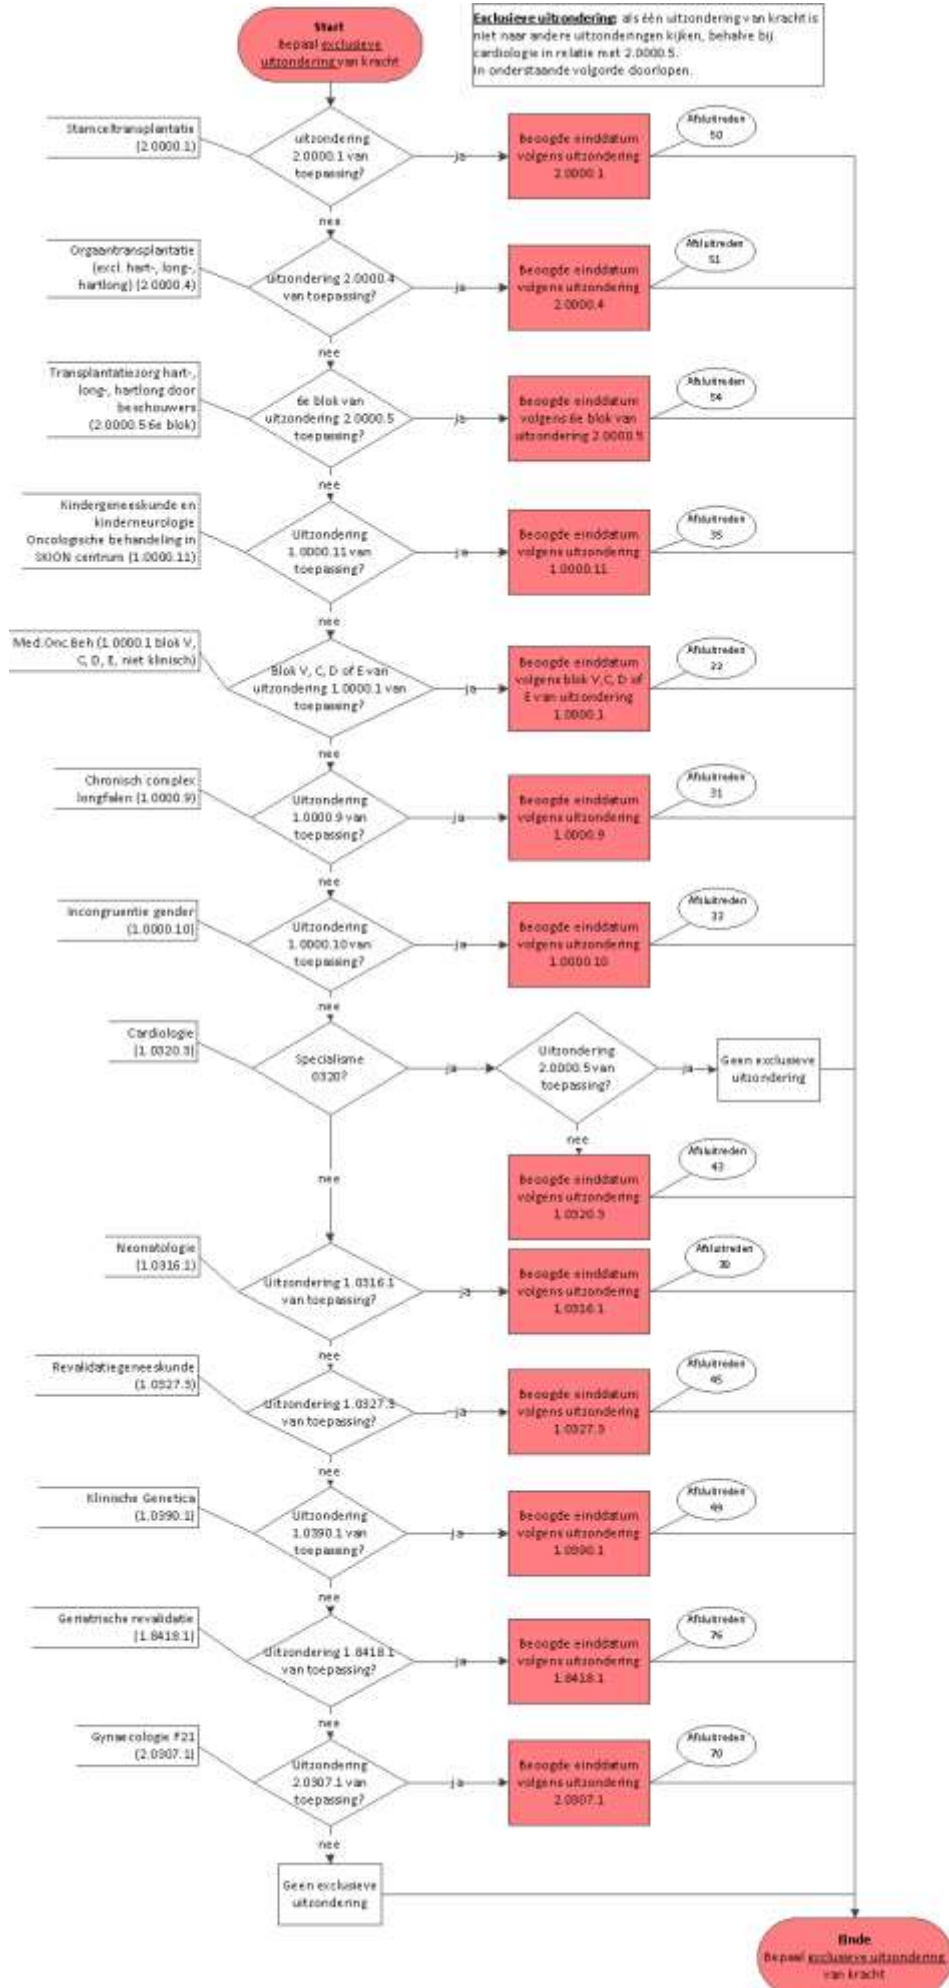 Start
Bepaal exclusieve
uitzondering van kracht
Exclusieve uitzondering: als één uitzondering van kracht is
niet naar andere uitzonderingen kijken, behalve bij
cardiologie in relatie met 2.0000.5.
In onderstaande volgorde doorlopen.
Stamceltransplantatie
(2.0000.1)
uitzondering
2.0000.1 van
toepassing?
ja
Beoogde einddatum
volgens uitzondering
2.0000.1
Afsluitreden
50
nee
Orgaantransplantatie
(excl. hart-, long-,
hartlong) (2.0000.4)
uitzondering 2.0000.4
van toepassing?
ja
Beoogde einddatum
volgens uitzondering
2.0000.4
Afsluitreden
51
nee
Transplantatiezorg hart-,
long-, hartlong door
beschouwers
(2.0000.5 6e blok)
6e blok van
uitzondering 2.0000.5
toepassing?
ja
Beoogde einddatum
volgens 6e blok van
uitzondering 2.0000.5
Afsluitreden
54
nee
Kindergeneeskunde en
kinderneurologie
Oncologische behandeling in
SKION centrum (1.0000.11)
Uitzondering
1.0000.11 van
toepassing?
ja
Beoogde einddatum
volgens uitzondering
1.0000.11
Afsluitreden
35
nee
Med.Onc.Beh (1.0000.1 blok V,
C, D, E, niet klinisch)
Blok V, C, D of E van
uitzondering 1.0000.1 van
toepassing?
ja
Beoogde einddatum
volgens blok V, C, D of
E van uitzondering
1.0000.1
Afsluitreden
22
nee
Chronisch complex
longfalen (1.0000.9)
Uitzondering
1.0000.9 van
toepassing?
ja
Beoogde einddatum
volgens uitzondering
1.0000.9
Afsluitreden
31
nee
Incongruentie gender
(1.0000.10)
Uitzondering
1.0000.10 van
toepassing?
ja
Beoogde einddatum
volgens uitzondering
1.0000.10
Afsluitreden
33
nee
Cardiologie
(1.0320.3)
Specialisme
0320?
ja
Uitzondering
2.0000.5 van
toepassing?
ja
Geen exclusieve
uitzondering
nee
nee
Beoogde einddatum
volgens uitzondering
1.0320.3
Afsluitreden
43
Neonatologie
(1.0316.1)
Uitzondering 1.0316.1
van toepassing?
ja
Beoogde einddatum
volgens uitzondering
1.0316.1
Afsluitreden
nee
Revalidatiegeneeskunde
(1.0327.3)
Uitzondering 1.0327.3
van toepassing?
ja
Beoogde einddatum
volgens uitzondering
1.0327.3
Afsluitreden
45
nee
Klinische Genetica
(1.0390.1)
Uitzondering
1.0390.1 van
toepassing?
ja
Beoogde einddatum
volgens uitzondering
1.0390.1
Afsluitreden
49
nee
Geriatrische revalidatie
(1.8418.1)
Uitzondering 1.8418.1
van toepassing?
ja
Beoogde einddatum
volgens uitzondering
1.8418.1
Afsluitreden
76
nee
Gynaecologie F21
(2.0307.1)
Uitzondering
2.0307.1 van
toepassing?
ja
Beoogde einddatum
volgens uitzondering
2.0307.1
Afsluitreden
70
nee
Geen exclusieve
uitzondering
Einde
Bepaal exclusieve uitzondering
van kracht